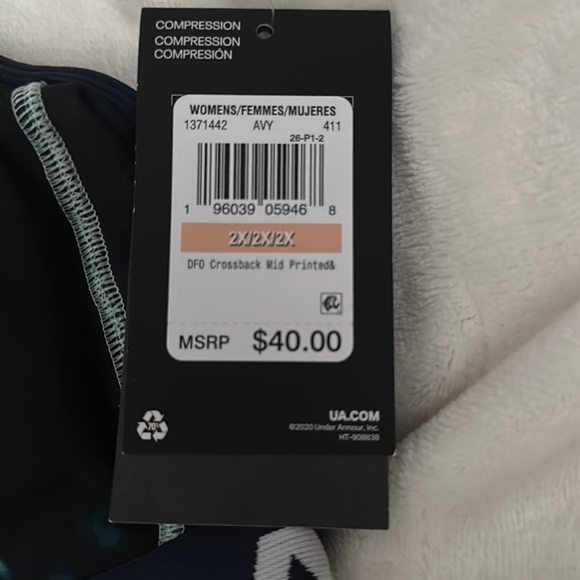 COMPRESSION
COMPRESSION
COMPRESIÓN
WOMENS/FEMMES/MUJERES
1371442 AVY 411
26-P1-2
1 96039 05946 8
2X/2X/2X
DFO Crossback Mid Printed&
MSRP $40.00
70%
UA.COM
©2020 Under Armour, Inc.
HT-908838